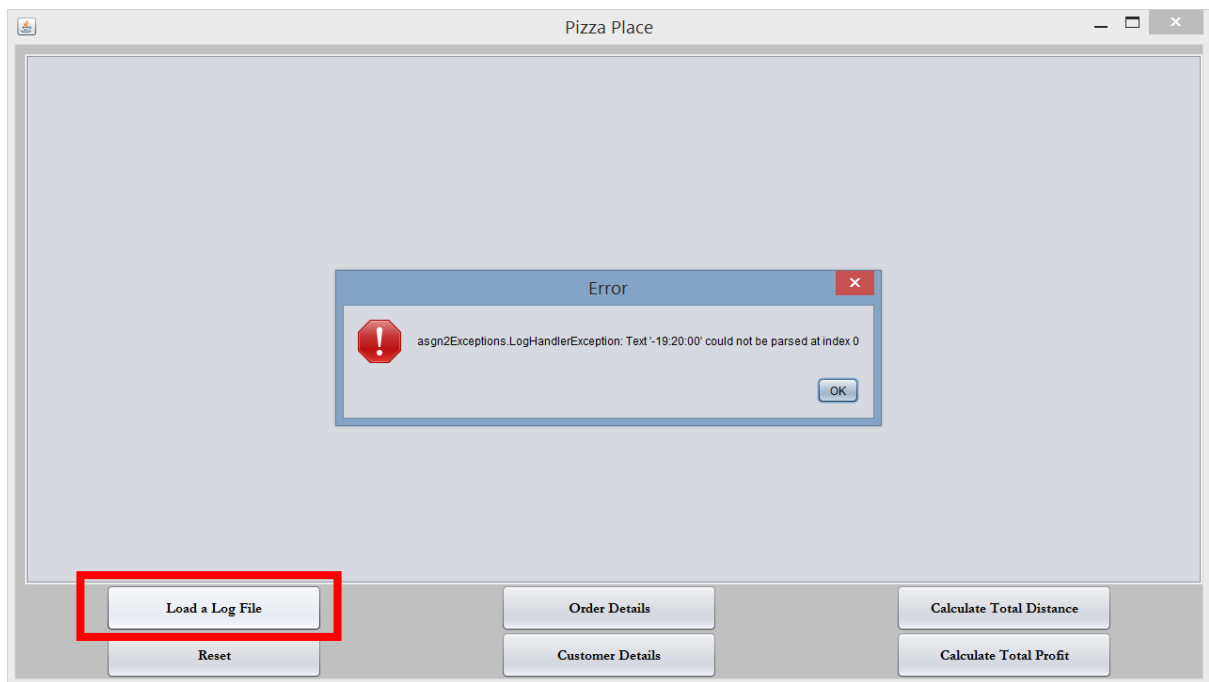 Pizza Place
Error
asgn2Exceptions.LogHandlerException: Text '-19:20:00' could not be parsed at index 0
OK
Load a Log File
Order Details
Calculate Total Distance
Reset
Customer Details
Calculate Total Profit